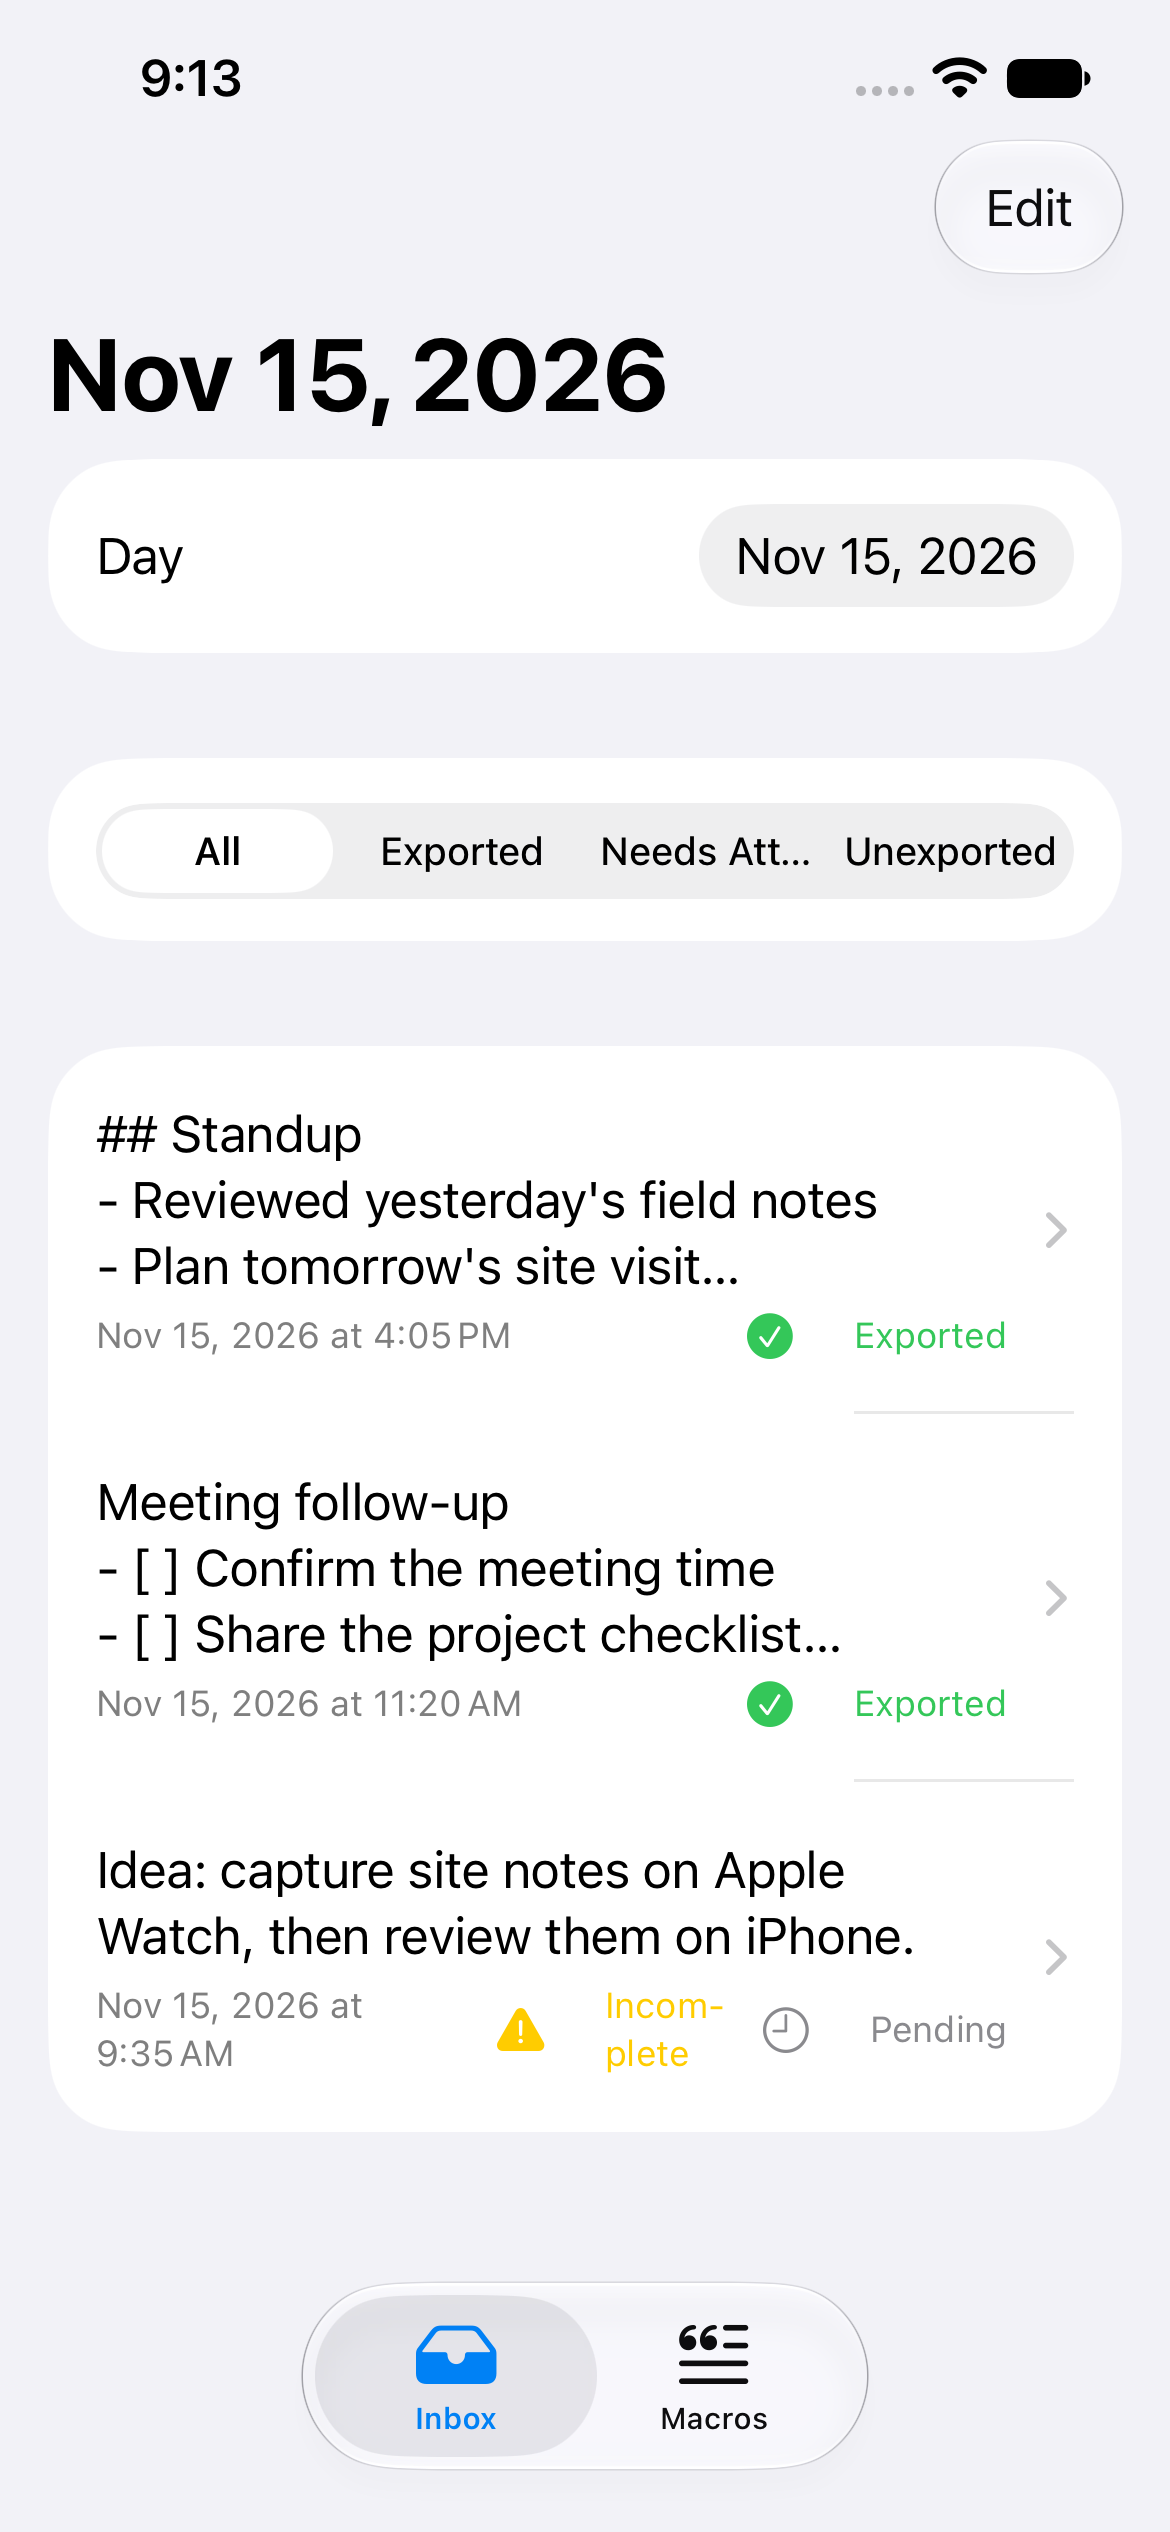 9:13
Edit
Nov 15, 2026
Day
Nov 15, 2026
All
Exported
Needs Att...
Unexported
## Standup
- Reviewed yesterday's field notes
- Plan tomorrow's site visit...
Nov 15, 2026 at 4:05 PM
Exported
Meeting follow-up
- [ ] Confirm the meeting time
- [ ] Share the project checklist...
Nov 15, 2026 at 11:20 AM
Exported
Idea: capture site notes on Apple
Watch, then review them on iPhone.
Nov 15, 2026 at
9:35 AM
Incom-
plete
Pending
Inbox
Macros